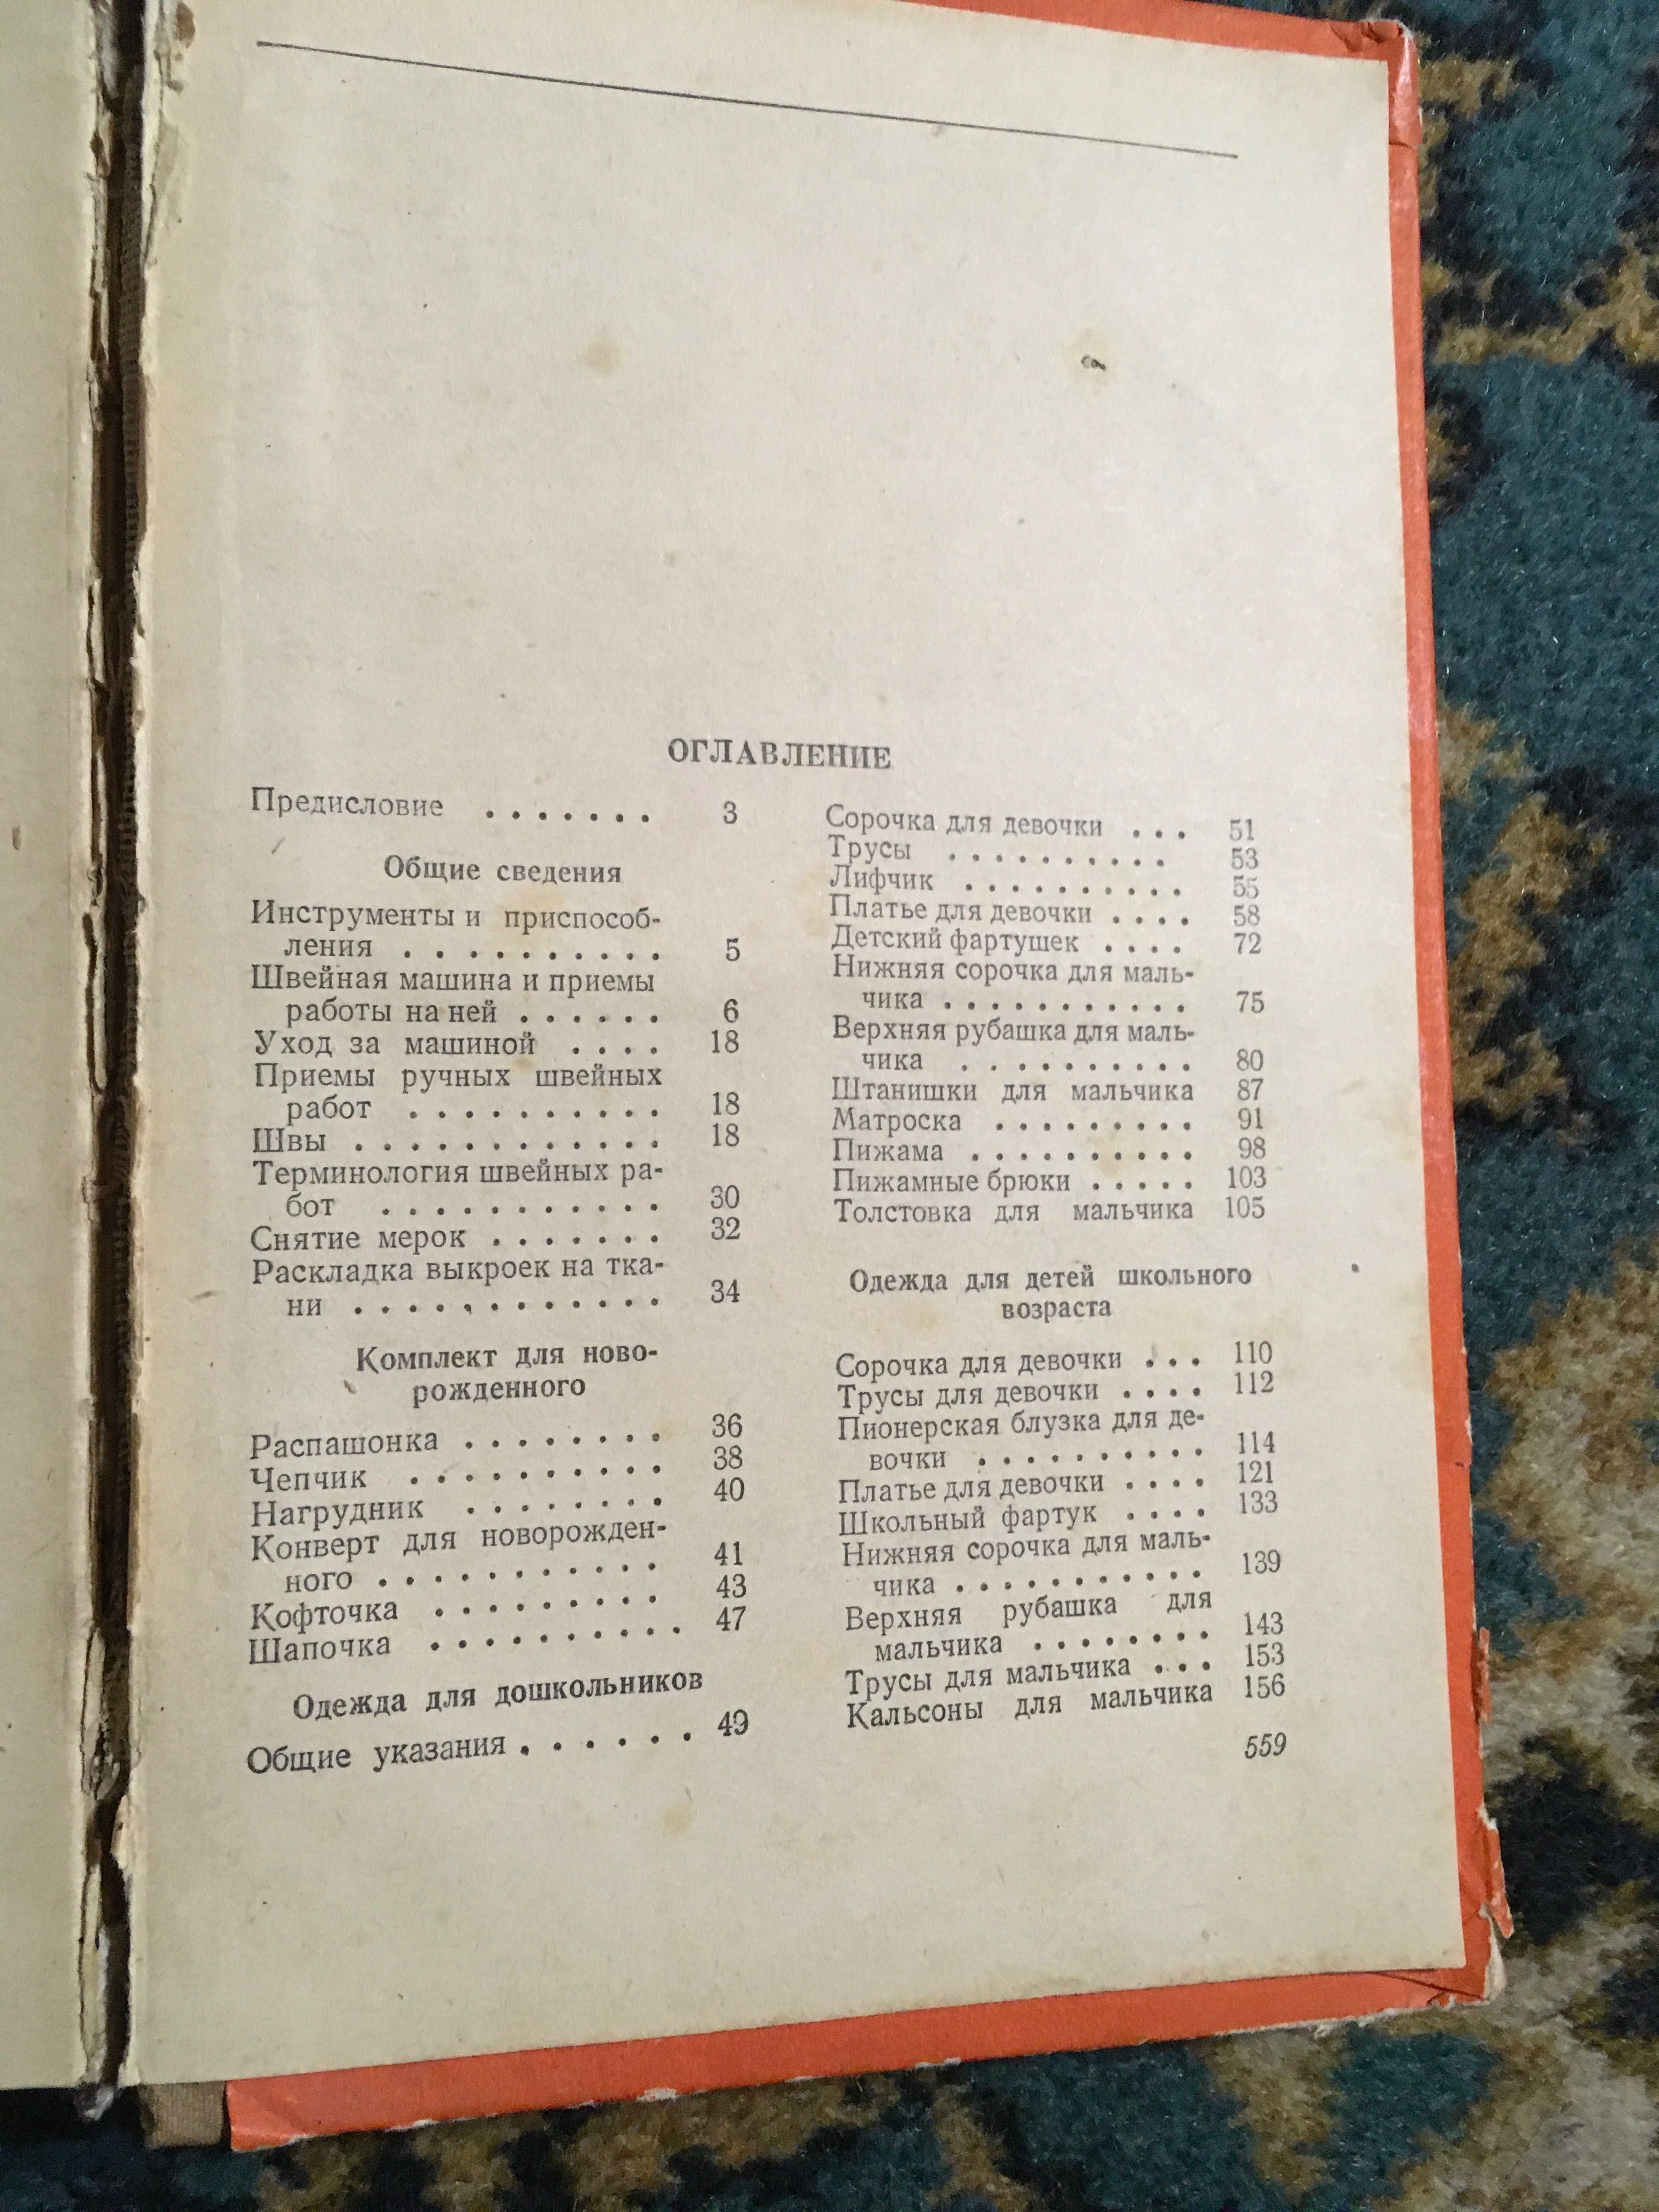 ОГЛАВЛЕНИЕ
Предисловие . . . . . . . 3
Общие сведения
Инструменты и приспособ-
ления . . . . . . . . . . 5
Швейная машина и приемы
работы на ней . . . . . . 6
Уход за машиной . . . . 18
Приемы ручных швейных
работ . . . . . . . . . . 18
Швы . . . . . . . . . . . . . 18
Терминология швейных ра-
бот . . . . . . . . . . . . 30
Снятие мерок . . . . . . . 32
Раскладка выкроек на тка-
ни . . . . . . . . . . . . . 34
Комплект для ново-
рожденного
Распашонка . . . . . . . . 36
Чепчик . . . . . . . . . . 38
Нагрудник . . . . . . . . 40
Конверт для новорожден-
ного . . . . . . . . . . . 41
Кофточка . . . . . . . . . 43
Шапочка . . . . . . . . . . 47
Одежда для дошкольников
Общие указания . . . . . . 49
Сорочка для девочки . . . 51
Трусы . . . . . . . . . . 53
Лифчик . . . . . . . . . . 55
Платье для девочки . . . . 58
Детский фартушек . . . . 72
Нижняя сорочка для маль-
чика . . . . . . . . . . . 75
Верхняя рубашка для маль-
чика . . . . . . . . . . 80
Штанишки для мальчика 87
Матроска . . . . . . . . . 91
Пижама . . . . . . . . . . 98
Пижамные брюки . . . . . 103
Толстовка для мальчика 105
Одежда для детей школьного
возраста
Сорочка для девочки . . . 110
Трусы для девочки . . . . 112
Пионерская блузка для де-
вочки . . . . . . . . . . 114
Платье для девочки . . . . 121
Школьный фартук . . . . 133
Нижняя сорочка для маль-
чика . . . . . . . . . . . 139
Верхняя рубашка для
мальчика . . . . . . . . 143
Трусы для мальчика . . . 153
Кальсоны для мальчика 156
559